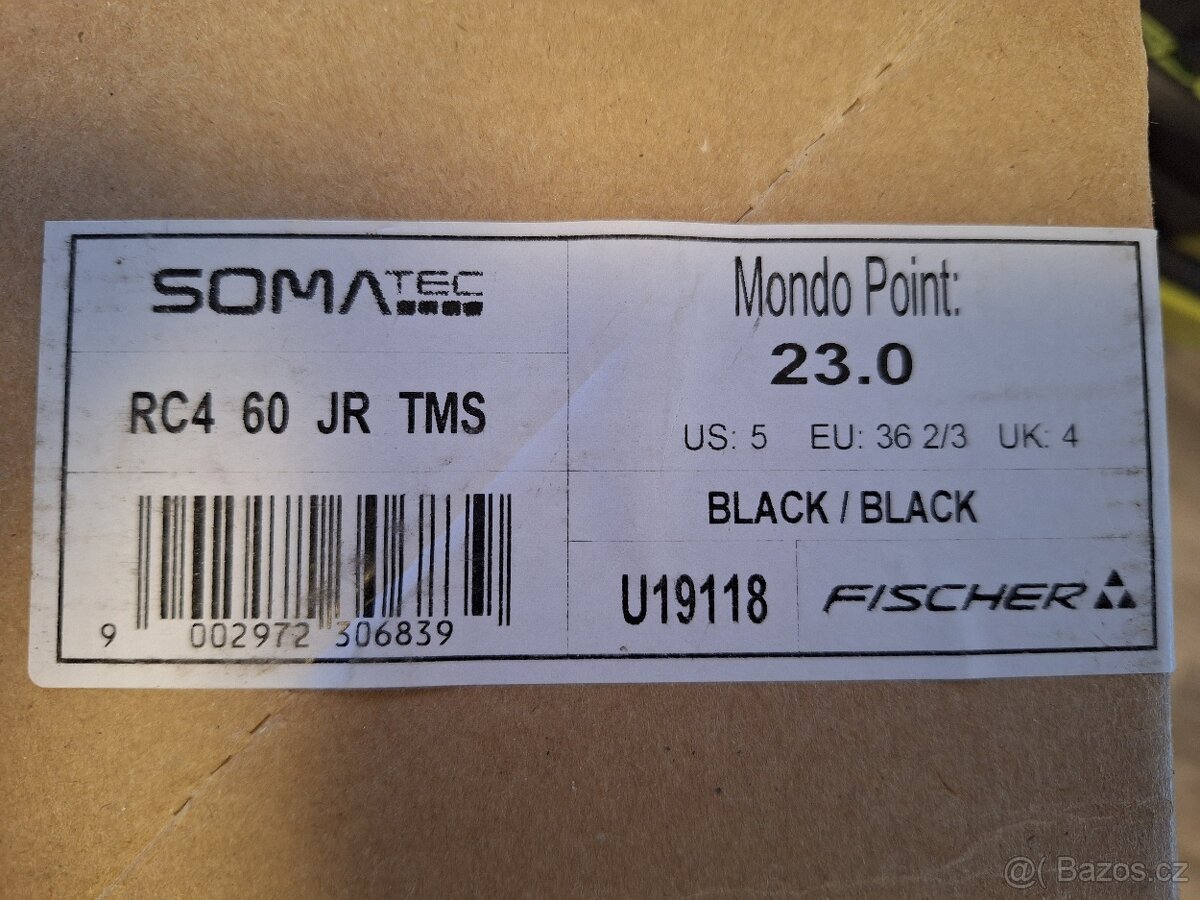 SOMATEC
RC4 60 JR TMS
9 002972 306839
Mondo Point:
23.0
US: 5 EU: 36 2/3 UK: 4
BLACK / BLACK
U19118
FISCHER
@( Bazos.cz